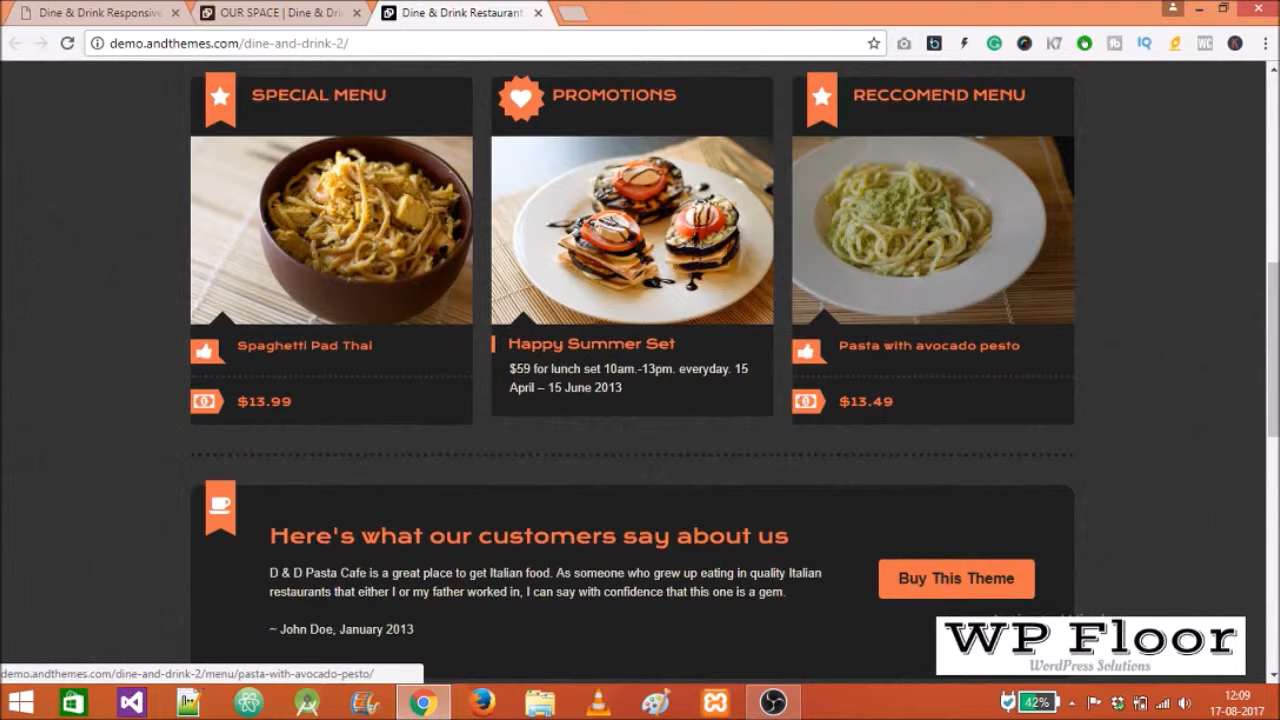 Dine & Drink Responsive
OUR SPACE | Dine & Dri
Dine & Drink Restaurant
demo.andthemes.com/dine-and-drink-2/
SPECIAL MENU
PROMOTIONS
RECCOMEND MENU
Spaghetti Pad Thai
$13.99
Happy Summer Set
$59 for lunch set 10am.-13pm. everyday. 15
April – 15 June 2013
Pasta with avocado pesto
$13.49
Here's what our customers say about us
D & D Pasta Cafe is a great place to get Italian food. As someone who grew up eating in quality Italian
restaurants that either I or my father worked in, I can say with confidence that this one is a gem.
~ John Doe, January 2013
Buy This Theme
WP Floor
WordPress Solutions
demo.andthemes.com/dine-and-drink-2/menu/pasta-with-avocado-pesto/
42%
12:09
17-08-2017